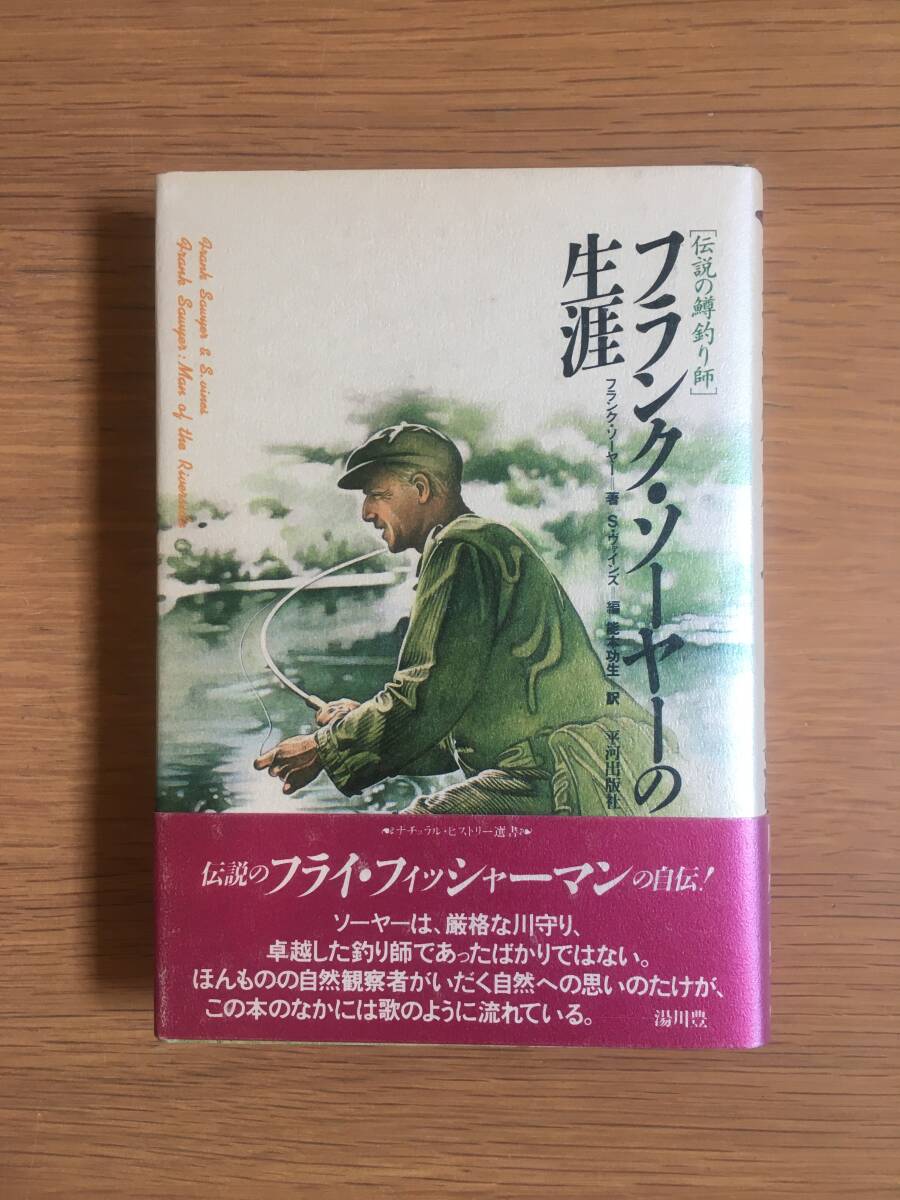 [伝説の鱒釣り師]
フランク・ソーヤーの
生涯
フランク・ソーヤー=著 S・ヴァインズ=編 能本功生=訳 平河出版社
Frank Sawyer & S.vines
Frank Sawyer: Man of the Riverside
ナチュラル・ヒストリー選書
伝説のフライ・フィッシャーマンの自伝!
ソーヤーは、厳格な川守り、
卓越した釣り師であったばかりではない。
ほんものの自然観察者がいだく自然への思いのたけが、
この本のなかには歌のように流れている。 湯川豊